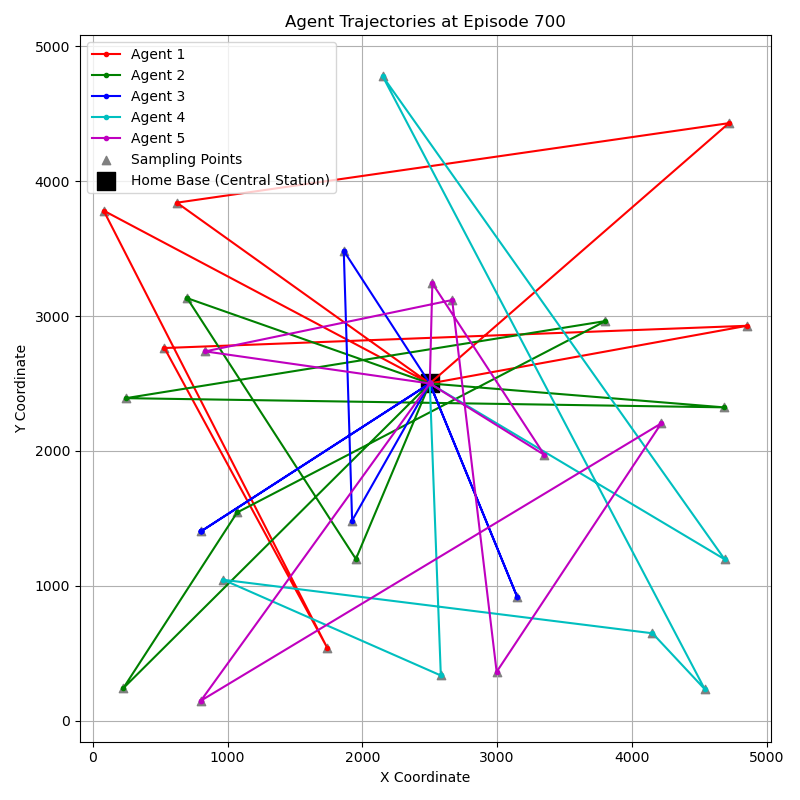 Agent Trajectories at Episode 700
Agent 1
Agent 2
Agent 3
Agent 4
Agent 5
Sampling Points
Home Base (Central Station)
Y Coordinate
5000
4000
3000
2000
1000
0
0 1000 2000 3000 4000 5000
X Coordinate